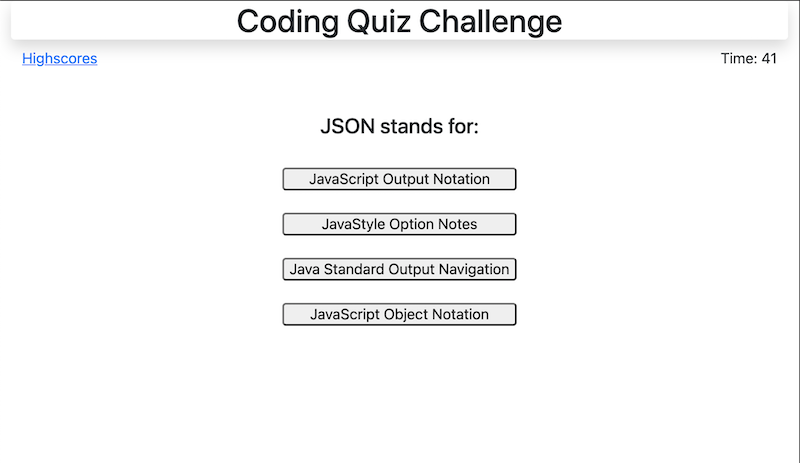 Coding Quiz Challenge
Highscores
Time: 41
JSON stands for:
JavaScript Output Notation
JavaStyle Option Notes
Java Standard Output Navigation
JavaScript Object Notation